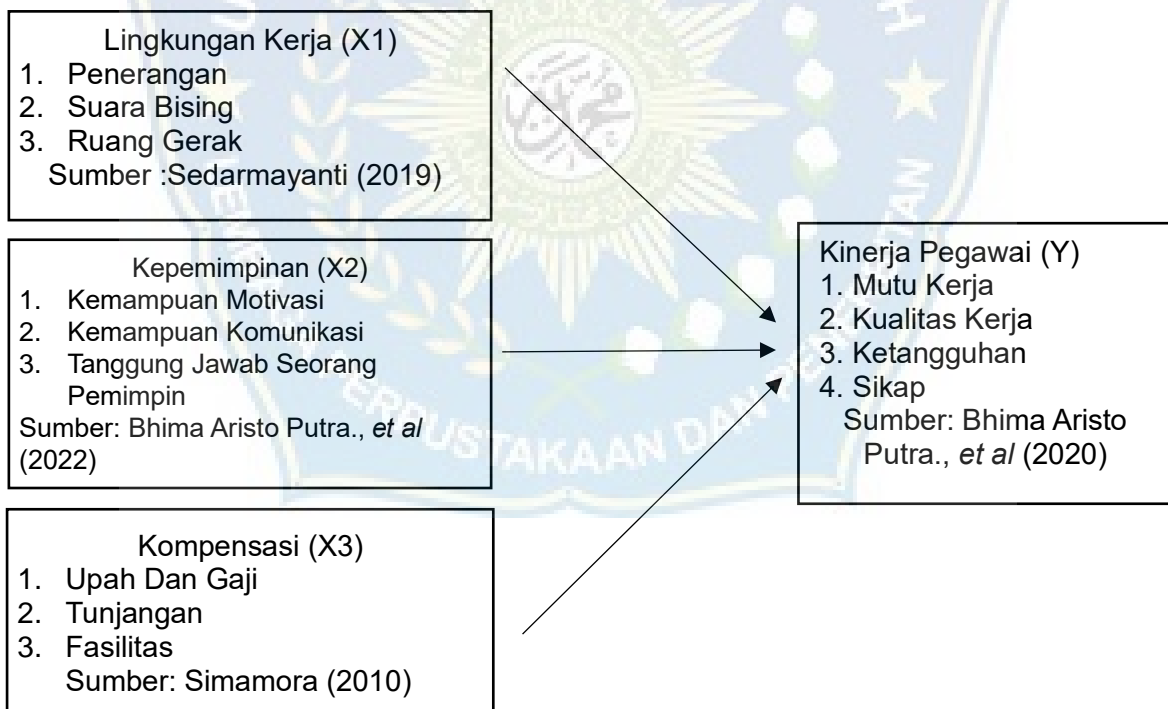 Lingkungan Kerja (X1)
1. Penerangan
2. Suara Bising
3. Ruang Gerak
Sumber :Sedarmayanti (2019)
Kepemimpinan (X2)
1. Kemampuan Motivasi
2. Kemampuan Komunikasi
3. Tanggung Jawab Seorang
Pemimpin
Sumber: Bhima Aristo Putra., et al
(2022)
Kompensasi (X3)
1. Upah Dan Gaji
2. Tunjangan
3. Fasilitas
Sumber: Simamora (2010)
Kinerja Pegawai (Y)
1. Mutu Kerja
2. Kualitas Kerja
3. Ketangguhan
4. Sikap
Sumber: Bhima Aristo
Putra., et al (2020)